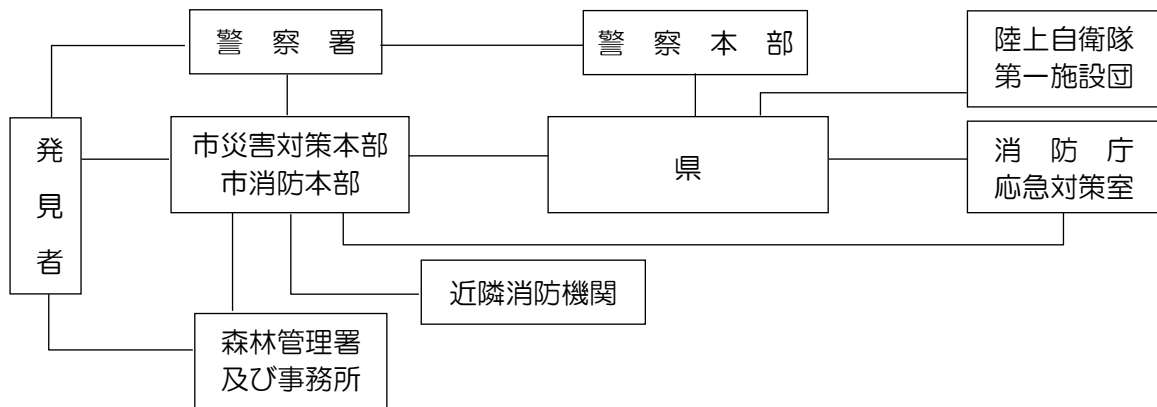 警察署
警察本部
陸上自衛隊
第一施設団
発見者
市災害対策本部
市消防本部
県
消防庁
応急対策室
近隣消防機関
森林管理署
及び事務所